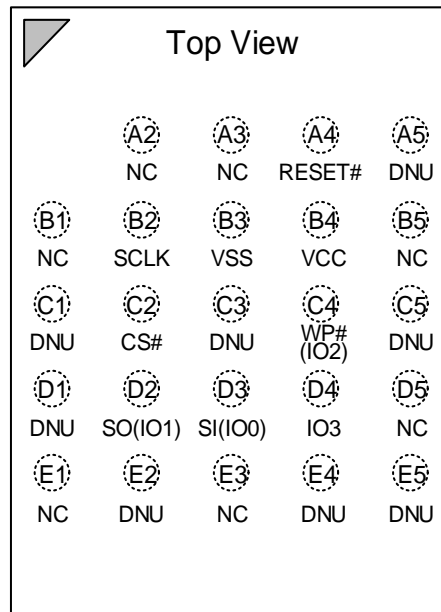 Top View
A2 A3 A4 A5
NC NC RESET# DNU
B1 B2 B3 B4 B5
NC SCLK VSS VCC NC
C1 C2 C3 C4 C5
DNU CS# DNU WP# DNU
(IO2)
D1 D2 D3 D4 D5
DNU SO(IO1) SI(IO0) IO3 NC
E1 E2 E3 E4 E5
NC DNU NC DNU DNU